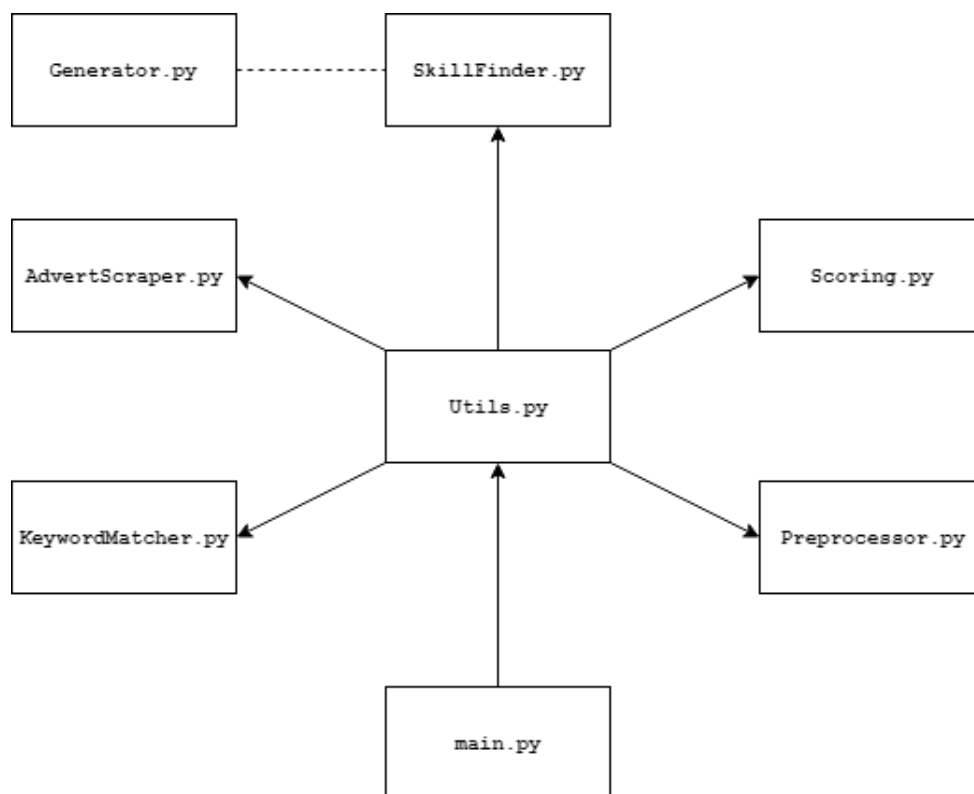 Generator.py
SkillFinder.py
AdvertScraper.py
Scoring.py
Utils.py
KeywordMatcher.py
Preprocessor.py
main.py